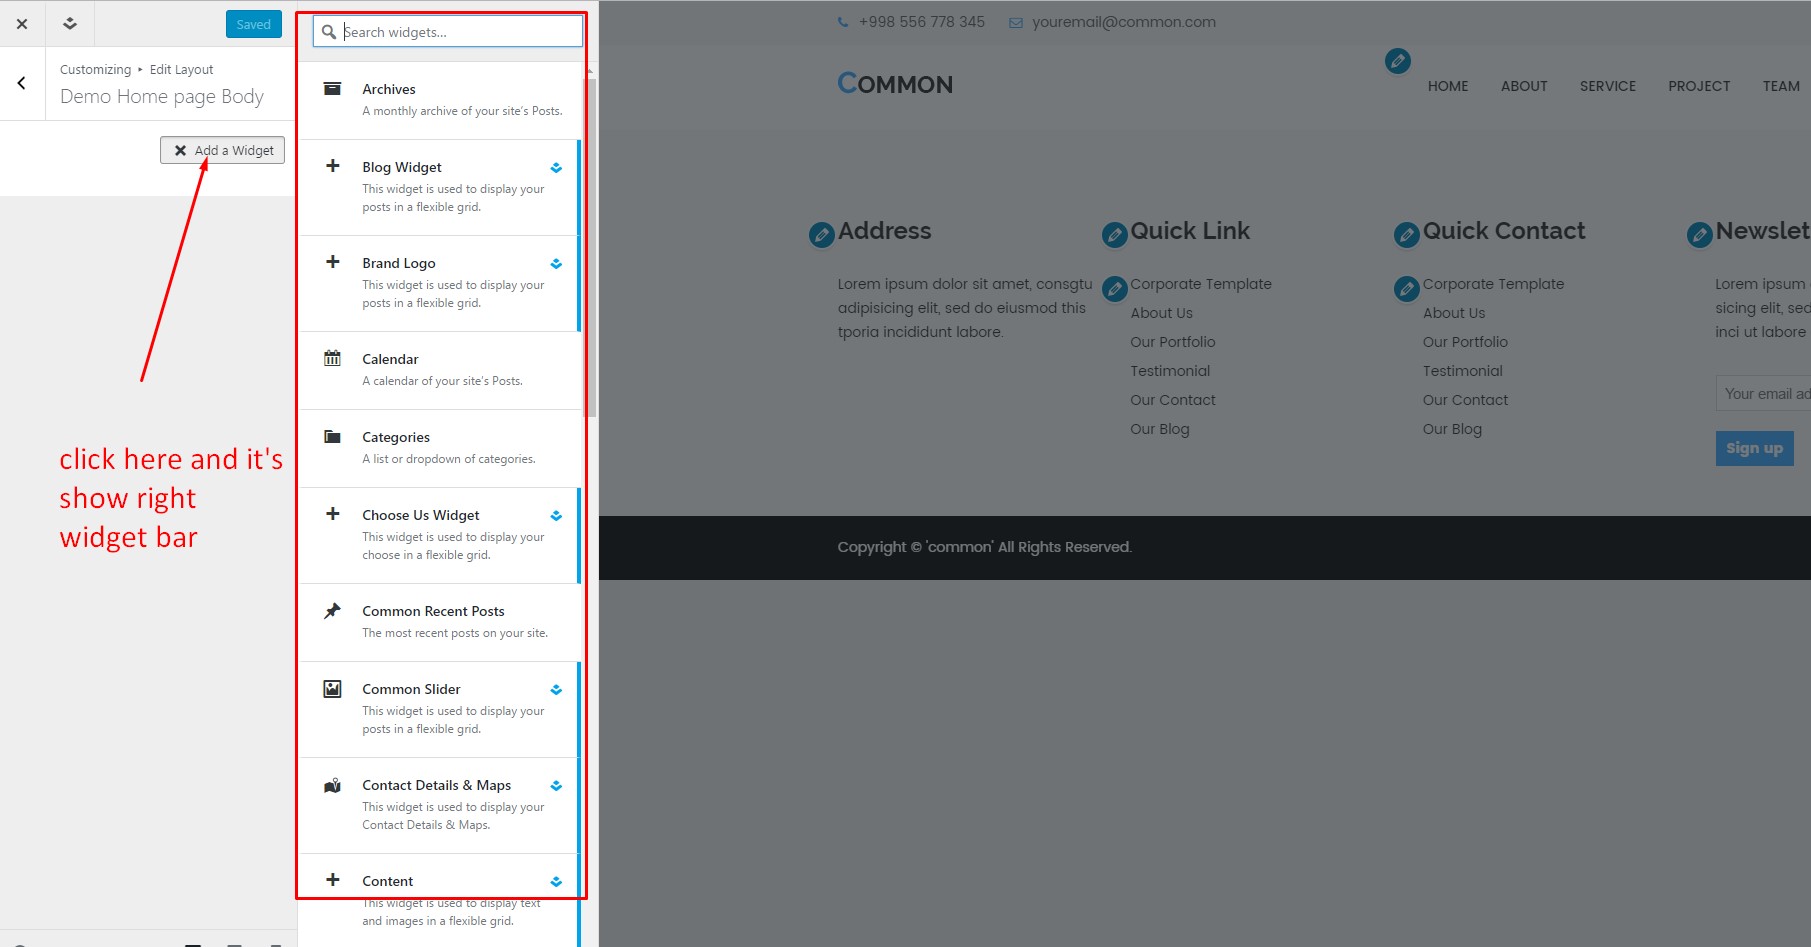 Saved
Customizing ▸ Edit Layout
Demo Home page Body
Add a Widget
click here and it's
show right
widget bar
Search widgets...
Archives
A monthly archive of your site's Posts.
Blog Widget
This widget is used to display your
posts in a flexible grid.
Brand Logo
This widget is used to display your
posts in a flexible grid.
Calendar
A calendar of your site's Posts.
Categories
A list or dropdown of categories.
Choose Us Widget
This widget is used to display your
choose in a flexible grid.
Common Recent Posts
The most recent posts on your site.
Common Slider
This widget is used to display your
posts in a flexible grid.
Contact Details & Maps
This widget is used to display your
Contact Details & Maps.
Content
This widget is used to display text
and images in a flexible grid.
+998 556 778 345 youremail@common.com
COMMON
HOME ABOUT SERVICE PROJECT TEAM
Address
Lorem ipsum dolor sit amet, consgtu
adipisicing elit, sed do eiusmod this
tporia incididunt labore.
Quick Link
Corporate Template
About Us
Our Portfolio
Testimonial
Our Contact
Our Blog
Quick Contact
Corporate Template
About Us
Our Portfolio
Testimonial
Our Contact
Our Blog
Newslet
Lorem ipsum
sicing elit, sed
inci ut labore
Your email ad
Sign up
Copyright © 'common' All Rights Reserved.